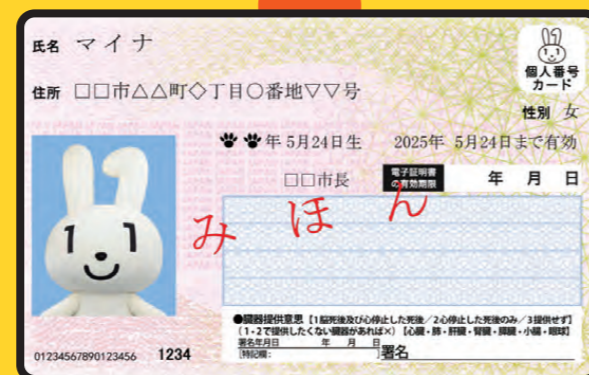 氏名 マイナ
個人番号
カード
住所 □□市△△町◇丁目○番地▽▽号
性別 女
年 5月24日生 2025年 5月24日まで有効
□□市長 電子証明書の有効期限 年 月 日
みほん
●臓器提供意思【1脳死後及び心停止した死後/2心停止した死後のみ/3提供せず】
(1・2で提供したくない臓器があれば×)【心臓・肺・肝臓・腎臓・膵臓・小腸・眼球】
署名年月日 年 月 日
[特記欄: ]署名
01234567890123456 1234